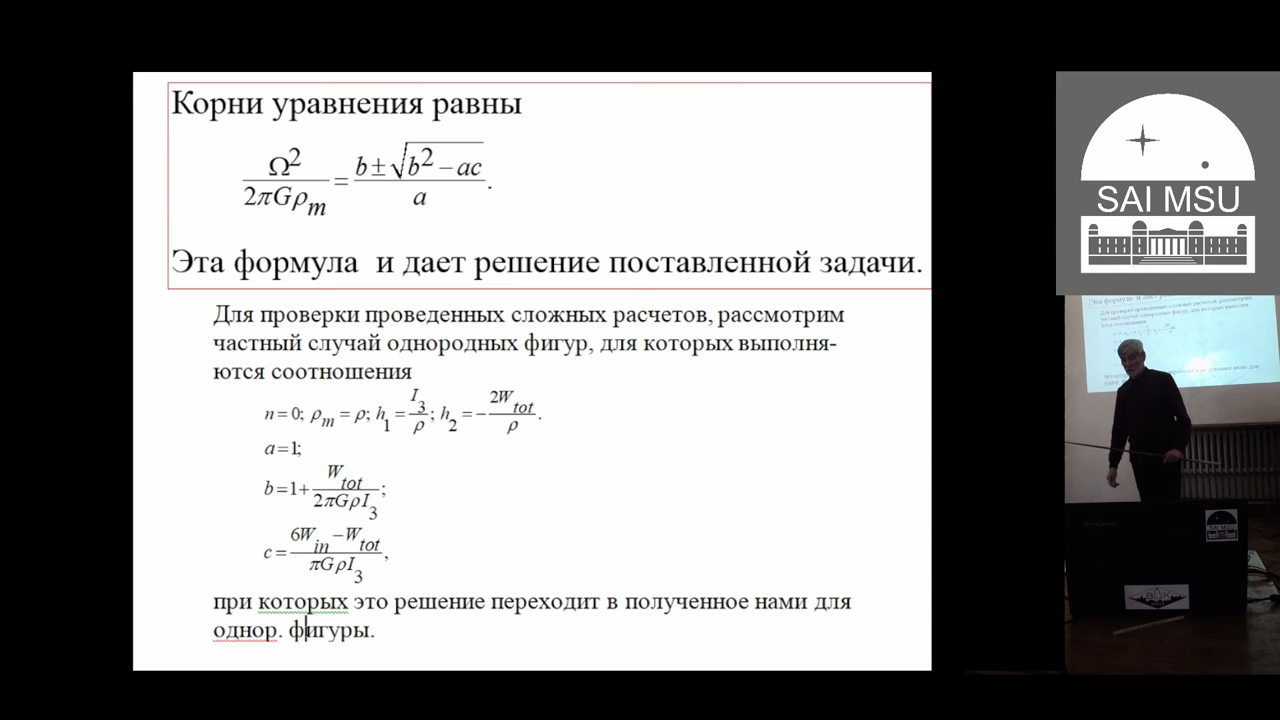 Корни уравнения равны
Ω² / 2πGρ_m = (b ± √(b² − ac)) / a.
Эта формула и дает решение поставленной задачи.
Для проверки проведенных сложных расчетов, рассмотрим
частный случай однородных фигур, для которых выполня-
ются соотношения
n = 0; ρ_m = ρ; h_1 = I_3 / ρ; h_2 = − 2W_tot / ρ.
a = 1;
b = 1 + W_tot / 2πGρI_3;
c = (6W_in − W_tot) / πGρI_3,
при которых это решение переходит в полученное нами для
однор. фигуры.
SAI MSU
SAI MSU